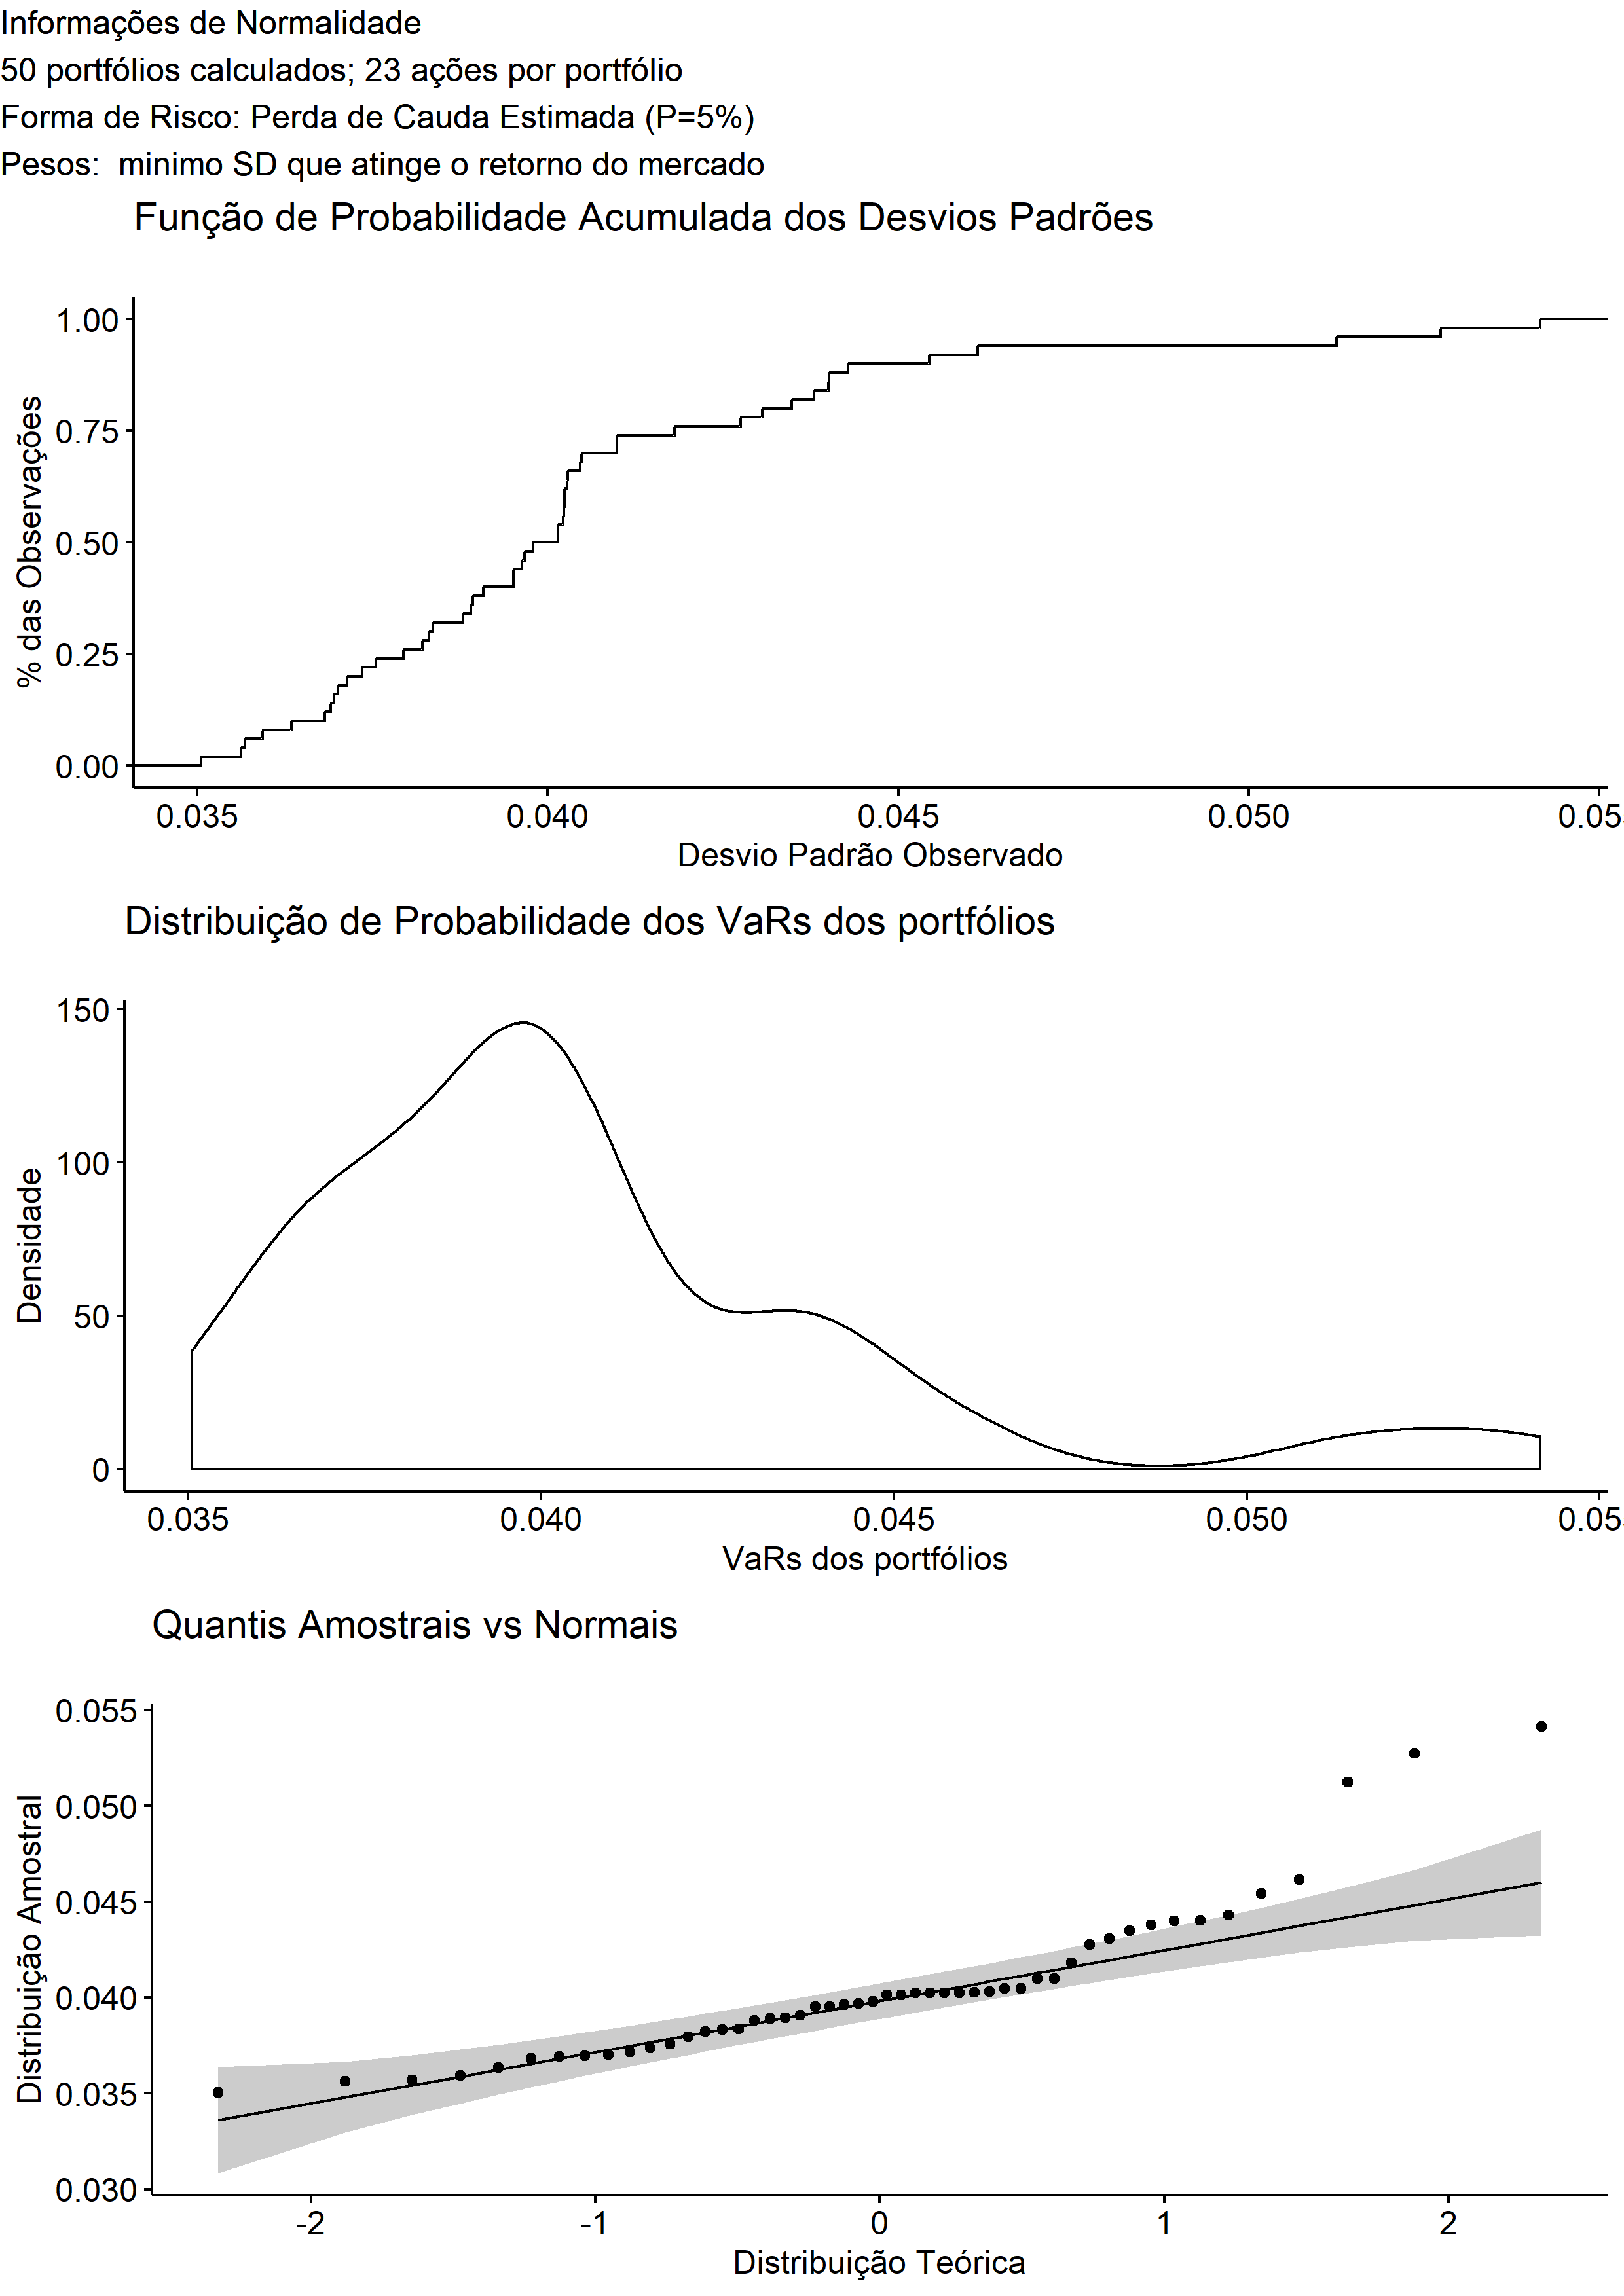 Informações de Normalidade
50 portfólios calculados; 23 ações por portfólio
Forma de Risco: Perda de Cauda Estimada (P=5%)
Pesos:  minimo SD que atinge o retorno do mercado
Função de Probabilidade Acumulada dos Desvios Padrões
% das Observações
1.00
0.75
0.50
0.25
0.00
0.035 0.040 0.045 0.050 0.05
Desvio Padrão Observado
Distribuição de Probabilidade dos VaRs dos portfólios
Densidade
150
100
50
0
0.035 0.040 0.045 0.050 0.05
VaRs dos portfólios
Quantis Amostrais vs Normais
Distribuição Amostral
0.055
0.050
0.045
0.040
0.035
0.030
-2 -1 0 1 2
Distribuição Teórica